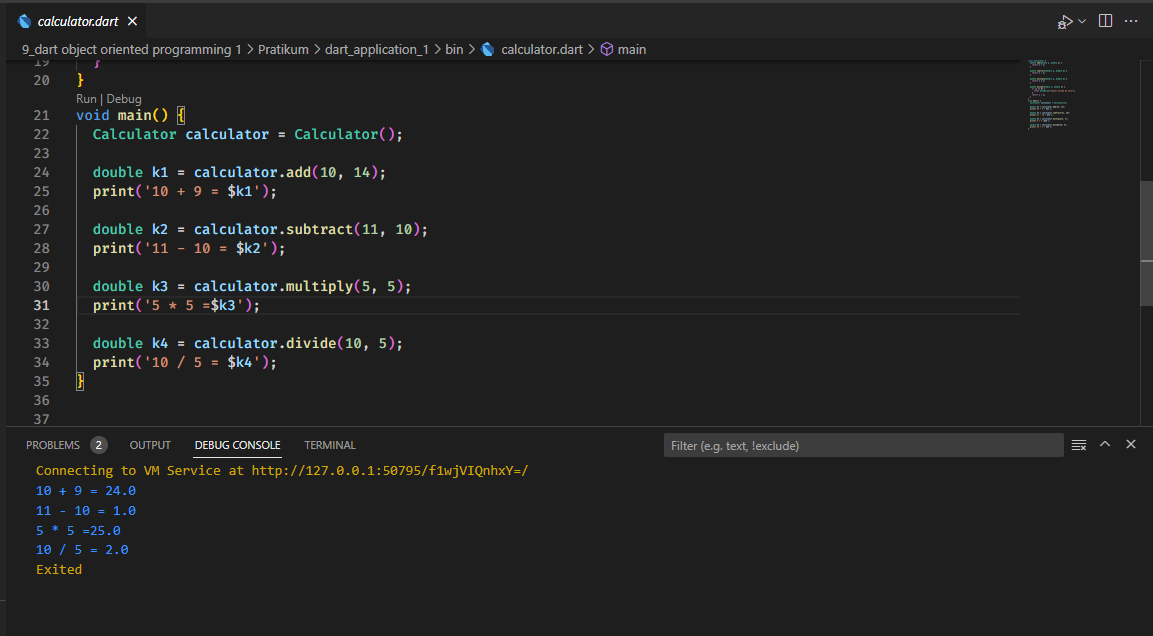 calculator.dart
9_dart object oriented programming 1 > Pratikum > dart_application_1 > bin > calculator.dart > main
19 }
20 }
Run | Debug
21 void main() {
22 Calculator calculator = Calculator();
23
24 double k1 = calculator.add(10, 14);
25 print('10 + 9 = $k1');
26
27 double k2 = calculator.subtract(11, 10);
28 print('11 - 10 = $k2');
29
30 double k3 = calculator.multiply(5, 5);
31 print('5 * 5 =$k3');
32
33 double k4 = calculator.divide(10, 5);
34 print('10 / 5 = $k4');
35 }
36
37
PROBLEMS 2 OUTPUT DEBUG CONSOLE TERMINAL Filter (e.g. text, !exclude)
Connecting to VM Service at http://127.0.0.1:50795/f1wjVIQnhxY=/
10 + 9 = 24.0
11 - 10 = 1.0
5 * 5 =25.0
10 / 5 = 2.0
Exited